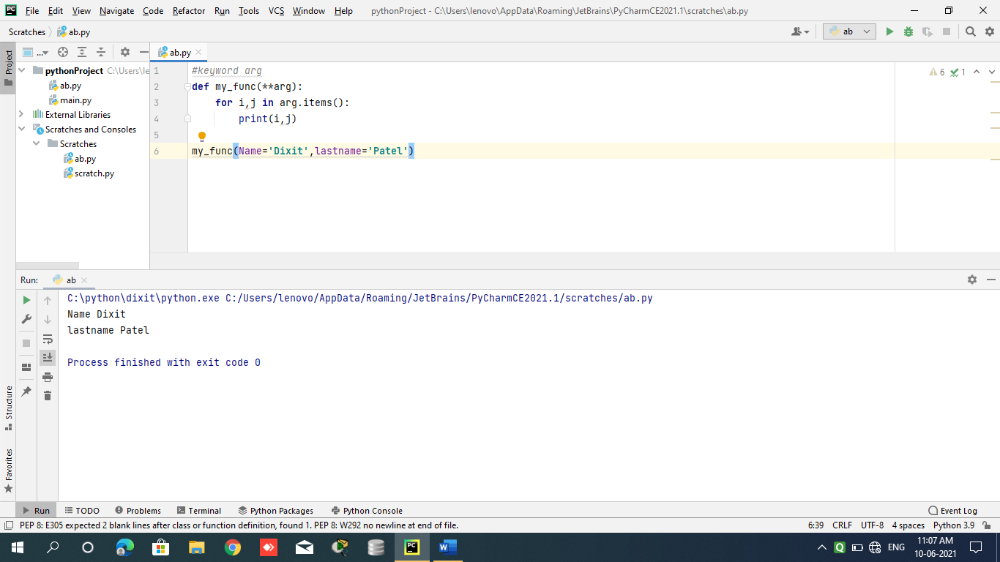 File Edit View Navigate Code Refactor Run Tools VCS Window Help pythonProject - C:\Users\lenovo\AppData\Roaming\JetBrains\PyCharmCE2021.1\scratches\ab.py
Scratches ab.py
ab
Project
...
ab.py
pythonProject C:\Users\le
ab.py
main.py
External Libraries
Scratches and Consoles
Scratches
ab.py
scratch.py
1 #keyword arg
2 def my_func(**arg):
3 for i,j in arg.items():
4 print(i,j)
5
6 my_func(Name='Dixit',lastname='Patel')
6 1
Run: ab
C:\python\dixit\python.exe C:/Users/lenovo/AppData/Roaming/JetBrains/PyCharmCE2021.1/scratches/ab.py
Name Dixit
lastname Patel
Process finished with exit code 0
Structure
Favorites
Run TODO Problems Terminal Python Packages Python Console Event Log
PEP 8: E305 expected 2 blank lines after class or function definition, found 1. PEP 8: W292 no newline at end of file. 6:39 CRLF UTF-8 4 spaces Python 3.9
ENG 11:07 AM
10-06-2021